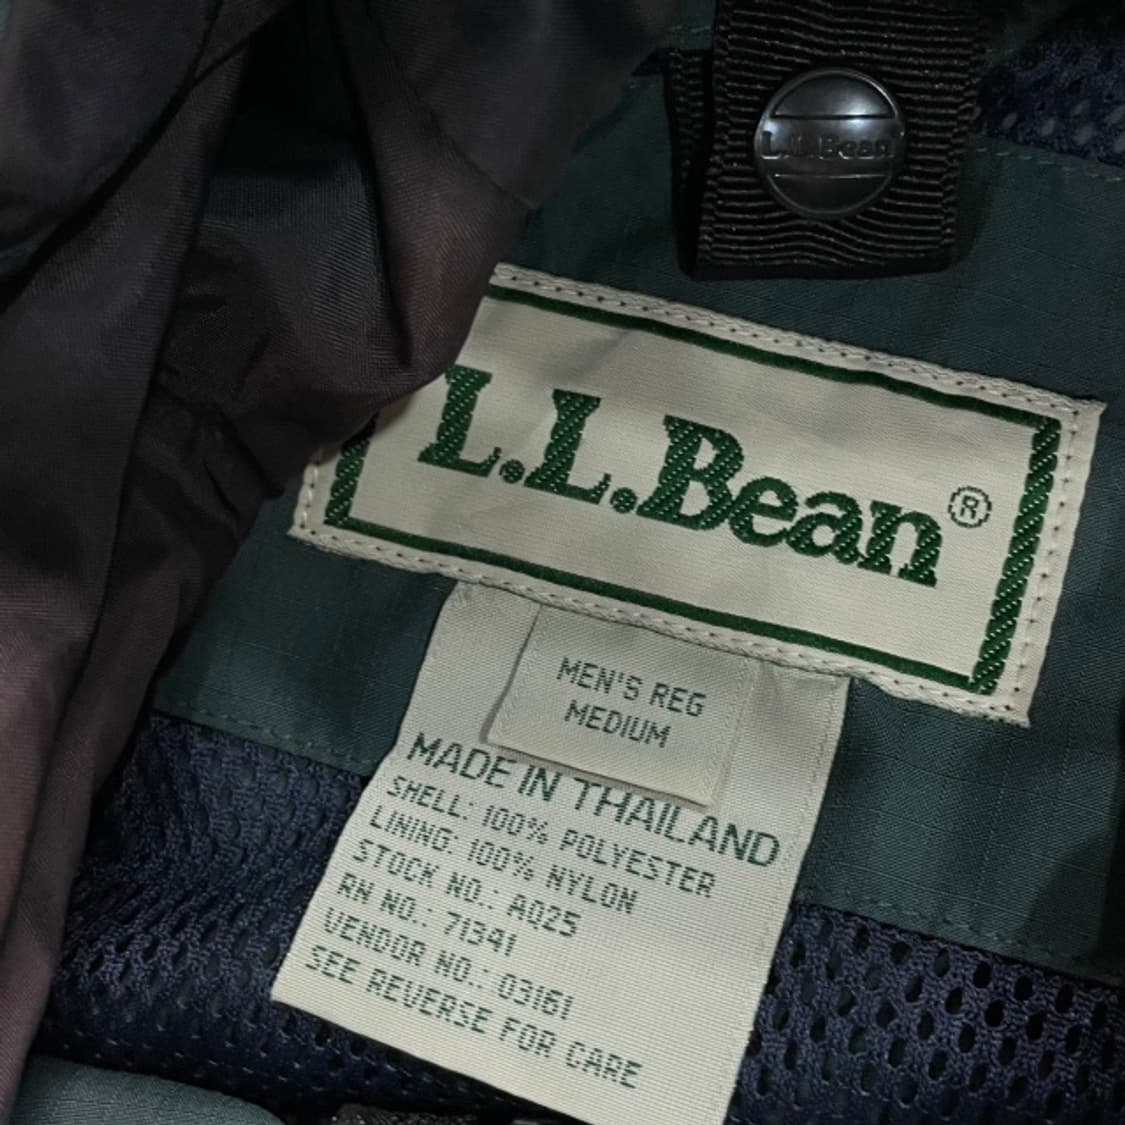 L.L.Bean
L.L.Bean®
MEN'S REG
MEDIUM
MADE IN THAILAND
SHELL: 100% POLYESTER
LINING: 100% NYLON
STOCK NO.: AQ25
RN NO.: 71341
VENDOR NO.: 03161
SEE REVERSE FOR CARE